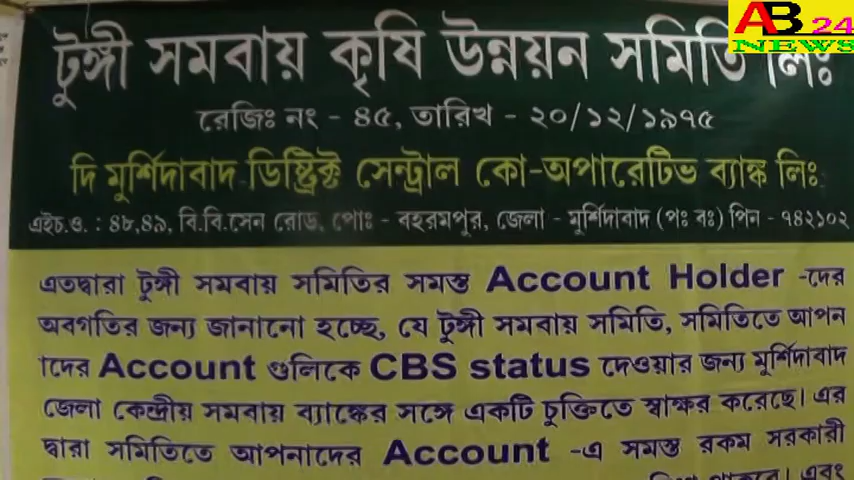 AB 24
NEWS
টুঙ্গী সমবায় কৃষি উন্নয়ন সমিতি লিঃ
রেজিঃ নং - ৪৫, তারিখ - ২০/১২/১৯৭৫
দি মুর্শিদাবাদ ডিষ্ট্রিক্ট সেন্ট্রাল কো-অপারেটিভ ব্যাঙ্ক লিঃ
এইচ.ও. : ৪৮,৪৯, বি.বি.সেন রোড, পোঃ - বহরমপুর, জেলা - মুর্শিদাবাদ (পঃ বঃ) পিন - ৭৪২১০২
এতদ্বারা টুঙ্গী সমবায় সমিতির সমস্ত Account Holder -দের
অবগতির জন্য জানানো হচ্ছে, যে টুঙ্গী সমবায় সমিতি, সমিতিতে আপন
াদের Account গুলিকে CBS status দেওয়ার জন্য মুর্শিদাবাদ
জেলা কেন্দ্রীয় সমবায় ব্যাঙ্কের সঙ্গে একটি চুক্তিতে স্বাক্ষর করেছে। এর
দ্বারা সমিতিতে আপনাদের Account -এ সমস্ত রকম সরকারী
এবং